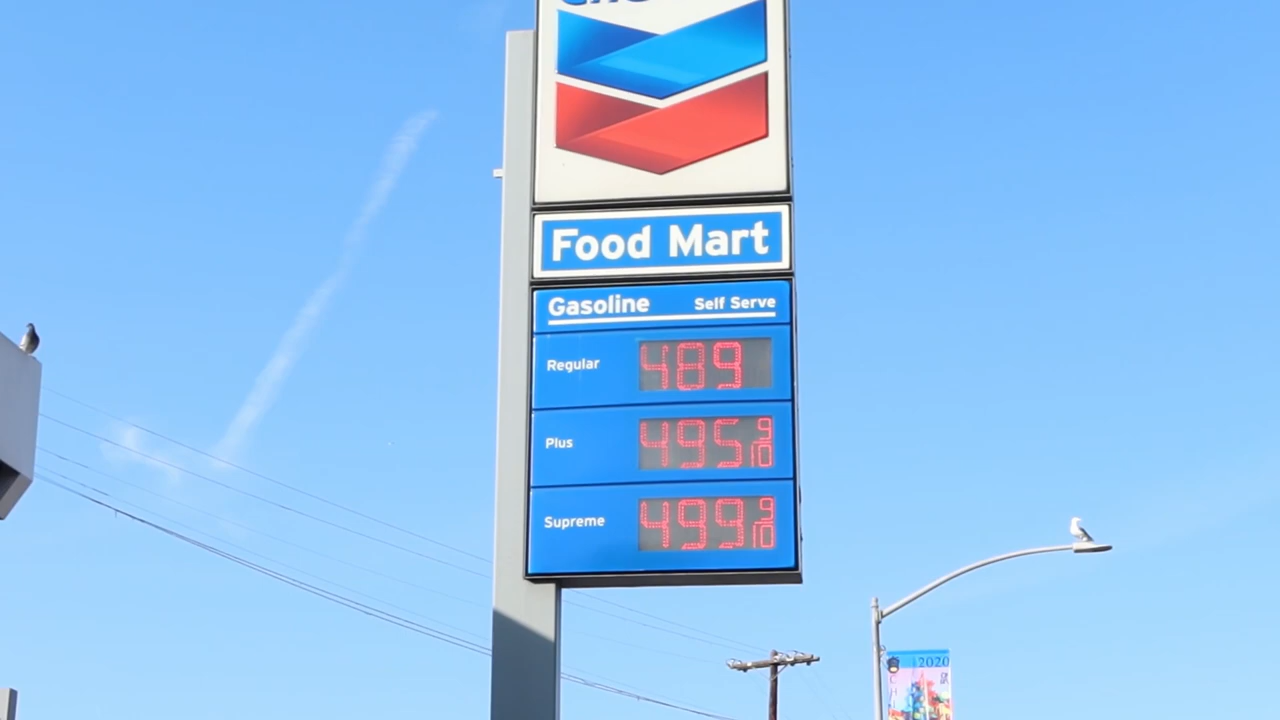 Food Mart
Gasoline Self Serve
Regular 489
Plus 495 9/10
Supreme 499 9/10
2020